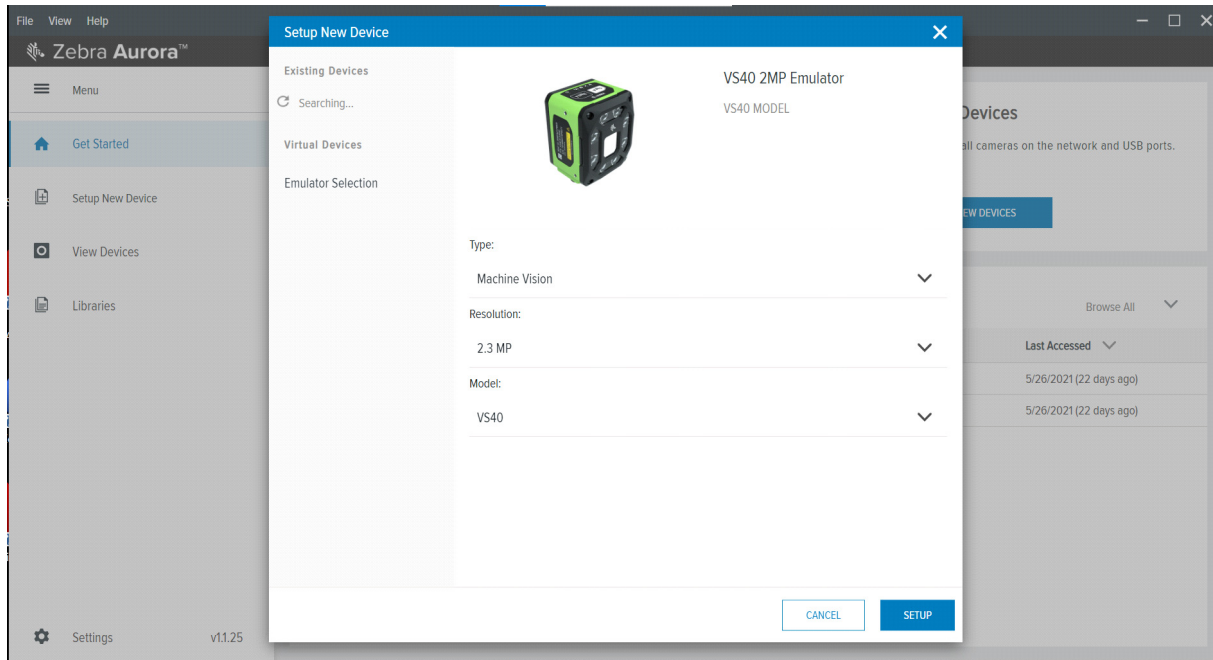 File View Help
Zebra Aurora™
Menu
Get Started
Setup New Device
View Devices
Libraries
Settings v1.1.25
Setup New Device
Existing Devices
Searching...
Virtual Devices
Emulator Selection
VS40 2MP Emulator
VS40 MODEL
Type:
Machine Vision
Resolution:
2.3 MP
Model:
VS40
CANCEL SETUP
Devices
all cameras on the network and USB ports.
EW DEVICES
Browse All
Last Accessed
5/26/2021 (22 days ago)
5/26/2021 (22 days ago)